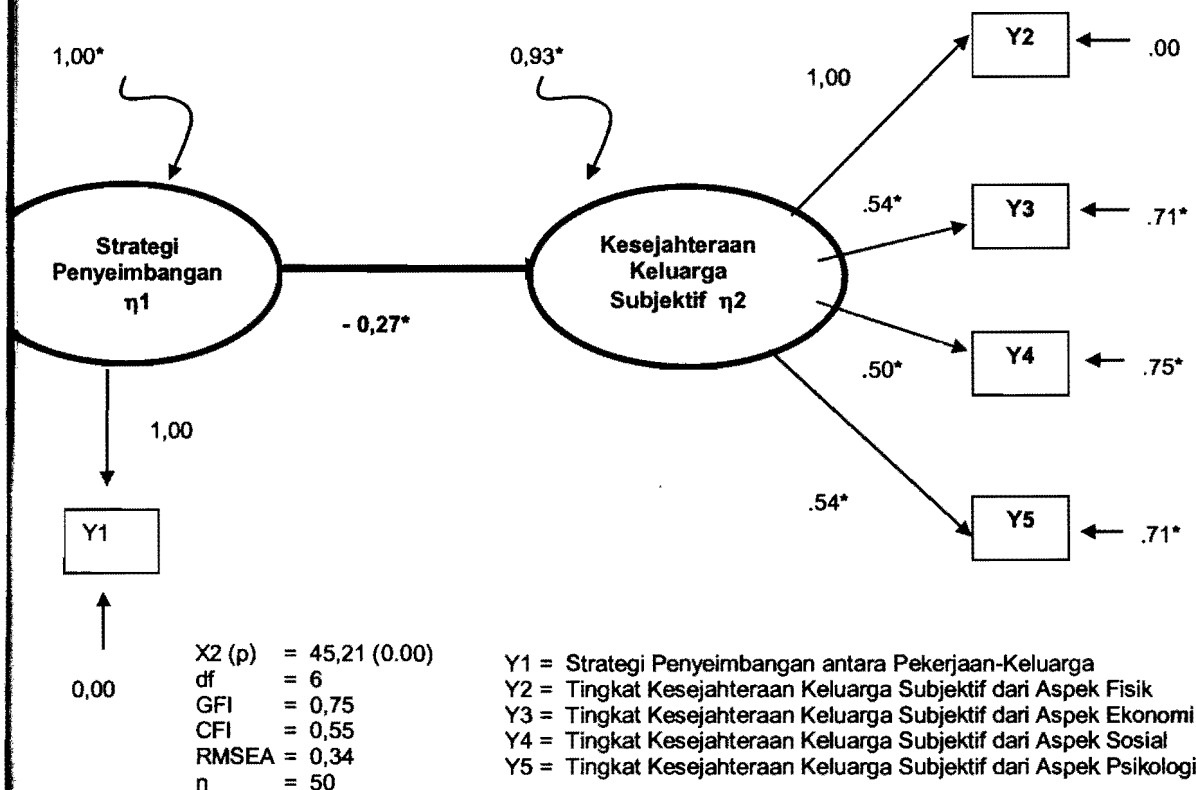 1,00*
0,93*
1,00
Y2
.00
Strategi
Penyeimbangan
η1
- 0,27*
Kesejahteraan
Keluarga
Subjektif η2
.54*
Y3
.71*
.50*
Y4
.75*
.54*
Y5
.71*
1,00
Y1
0,00
X2 (p) = 45,21 (0.00)
df = 6
GFI = 0,75
CFI = 0,55
RMSEA = 0,34
n = 50
Y1 = Strategi Penyeimbangan antara Pekerjaan-Keluarga
Y2 = Tingkat Kesejahteraan Keluarga Subjektif dari Aspek Fisik
Y3 = Tingkat Kesejahteraan Keluarga Subjektif dari Aspek Ekonomi
Y4 = Tingkat Kesejahteraan Keluarga Subjektif dari Aspek Sosial
Y5 = Tingkat Kesejahteraan Keluarga Subjektif dari Aspek Psikologi